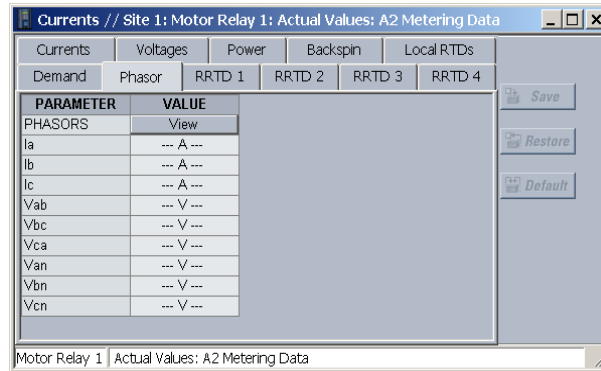 Currents // Site 1: Motor Relay 1: Actual Values: A2 Metering Data
Currents Voltages Power Backspin Local RTDs
Demand Phasor RRTD 1 RRTD 2 RRTD 3 RRTD 4
PARAMETER VALUE
PHASORS View
Ia --- A ---
Ib --- A ---
Ic --- A ---
Vab --- V ---
Vbc --- V ---
Vca --- V ---
Van --- V ---
Vbn --- V ---
Vcn --- V ---
Save
Restore
Default
Motor Relay 1 Actual Values: A2 Metering Data